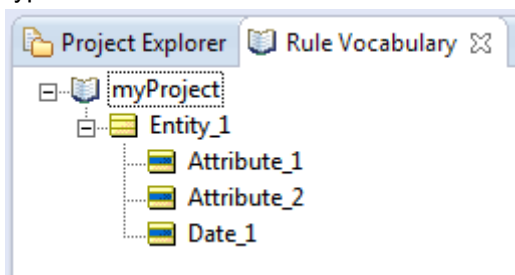 Project Explorer Rule Vocabulary
myProject
Entity_1
Attribute_1
Attribute_2
Date_1